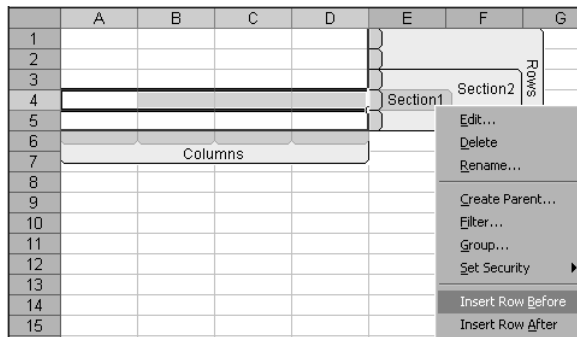 A B C D E F G
1
2
3
4 Section1 Section2 Rows
5
6
7 Columns
8
9
10
11
12
13
14
15
Edit...
Delete
Rename...
Create Parent...
Filter...
Group...
Set Security
Insert Row Before
Insert Row After